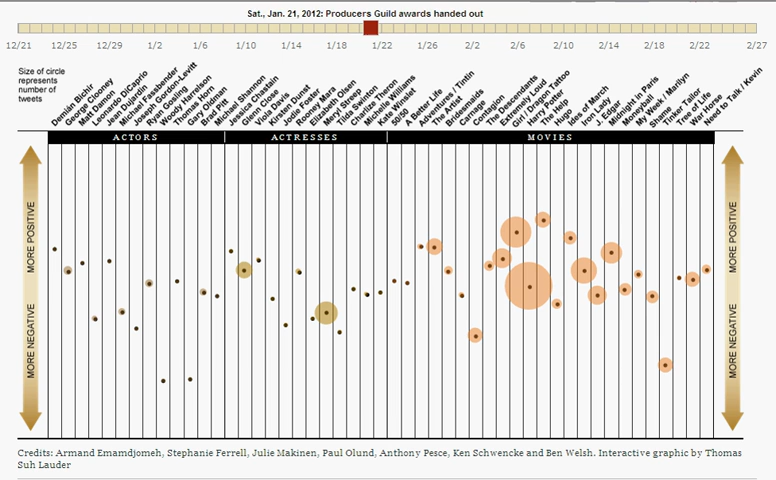 Sat., Jan. 21, 2012: Producers Guild awards handed out
12/21 12/25 12/29 1/2 1/6 1/10 1/14 1/18 1/22 1/26 2/2 2/6 2/10 2/14 2/18 2/22 2/27
Size of circle
represents
number of
tweets
Demián Bichir
George Clooney
Matt Damon
Leonardo DiCaprio
Jean Dujardin
Michael Fassbender
Joseph Gordon-Levitt
Ryan Gosling
Woody Harrelson
Thomas Horn
Gary Oldman
Brad Pitt
Michael Shannon
Jessica Chastain
Glenn Close
Viola Davis
Kirsten Dunst
Jodie Foster
Rooney Mara
Elizabeth Olsen
Meryl Streep
Tilda Swinton
Charlize Theron
Michelle Williams
Kate Winslet
50/50
A Better Life
Adventures / Tintin
The Artist
Bridesmaids
Carnage
Contagion
The Descendants
Extremely Loud
Girl / Dragon Tattoo
Harry Potter
The Help
Hugo
Ides of March
Iron Lady
J. Edgar
Midnight In Paris
Moneyball
My Week / Marilyn
Shame
Tinker Tailor
Tree of Life
War Horse
Need to Talk / Kevin
ACTORS
ACTRESSES
MOVIES
MORE POSITIVE
MORE NEGATIVE
MORE POSITIVE
MORE NEGATIVE
Credits: Armand Emamdjomeh, Stephanie Ferrell, Julie Makinen, Paul Olund, Anthony Pesce, Ken Schwencke and Ben Welsh. Interactive graphic by Thomas
Suh Lauder